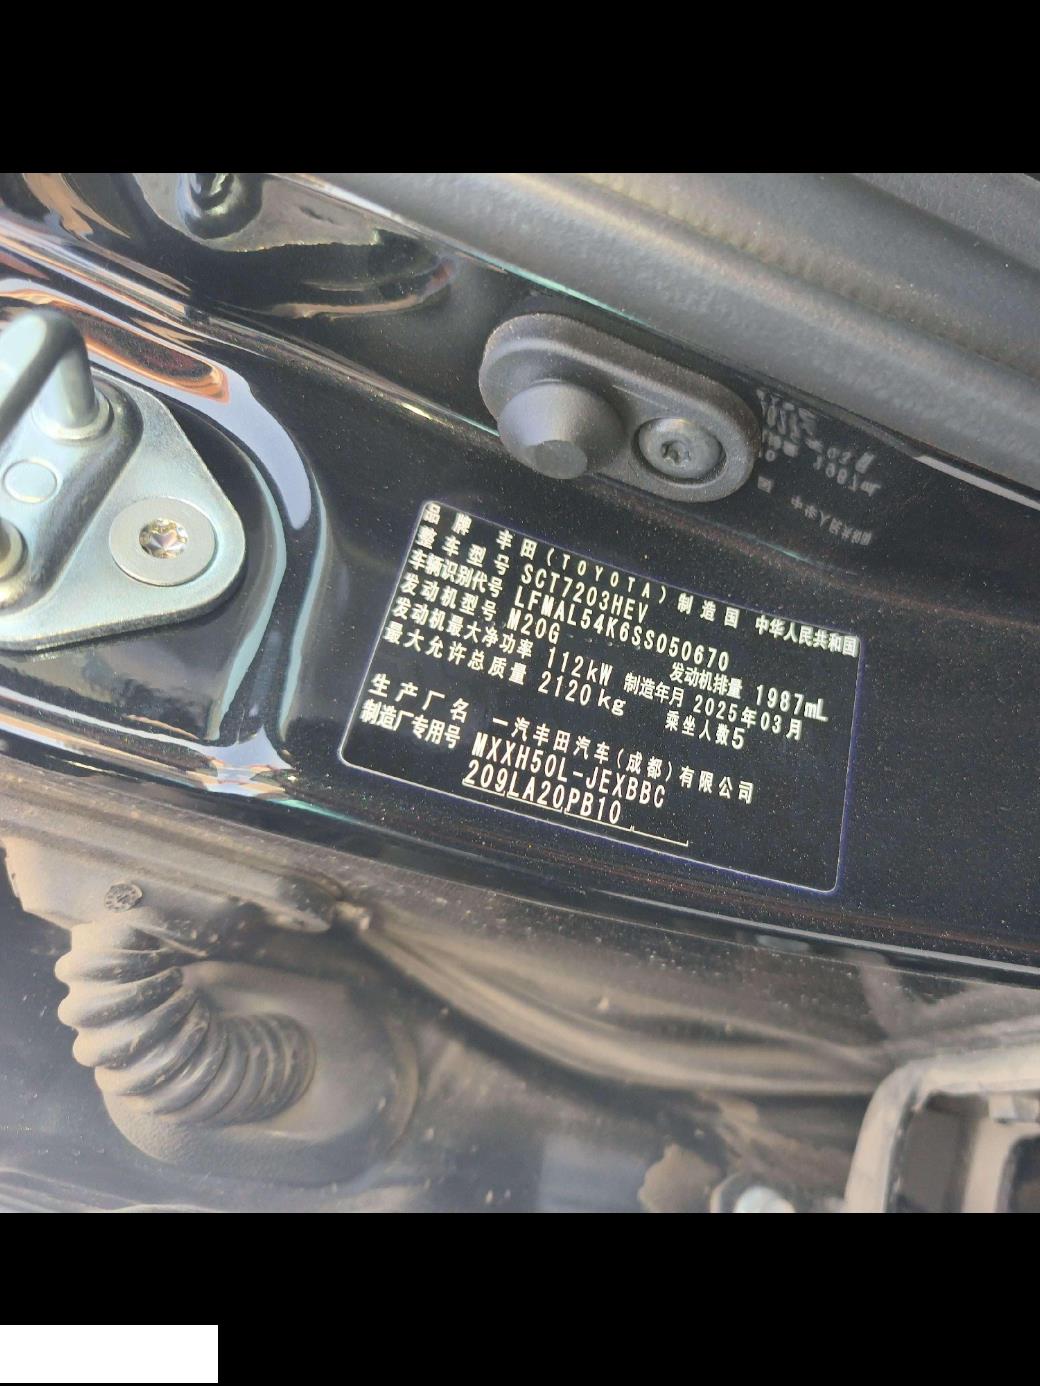 品牌 丰田(TOYOTA) 制造国 中华人民共和国
整车型号 SCT7203HEV
车辆识别代号 LFMAL54K6SS050670
发动机型号 M20G 发动机排量 1987mL
发动机最大净功率 112kW 制造年月 2025年03月
最大允许总质量 2120kg 乘坐人数5
生产厂名 一汽丰田汽车(成都)有限公司
制造厂专用号 MXXH50L-JEXBBC
209LA20PB10